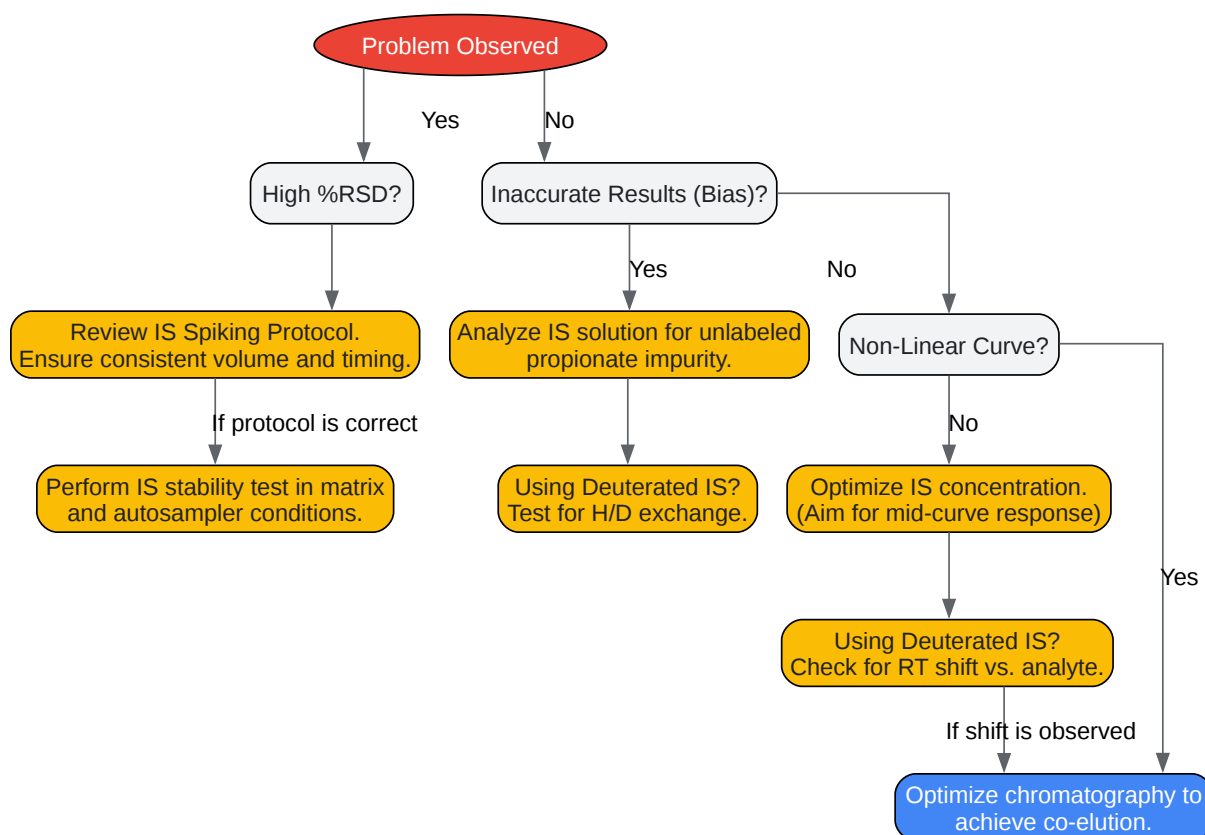 Problem Observed
Yes
No
High %RSD?
Inaccurate Results (Bias)?
Yes
No
Review IS Spiking Protocol.
Ensure consistent volume and timing.
Analyze IS solution for unlabeled
propionate impurity.
Non-Linear Curve?
If protocol is correct
No
Perform IS stability test in matrix
and autosampler conditions.
Using Deuterated IS?
Test for H/D exchange.
Optimize IS concentration.
(Aim for mid-curve response)
Yes
Using Deuterated IS?
Check for RT shift vs. analyte.
If shift is observed
Optimize chromatography to
achieve co-elution.